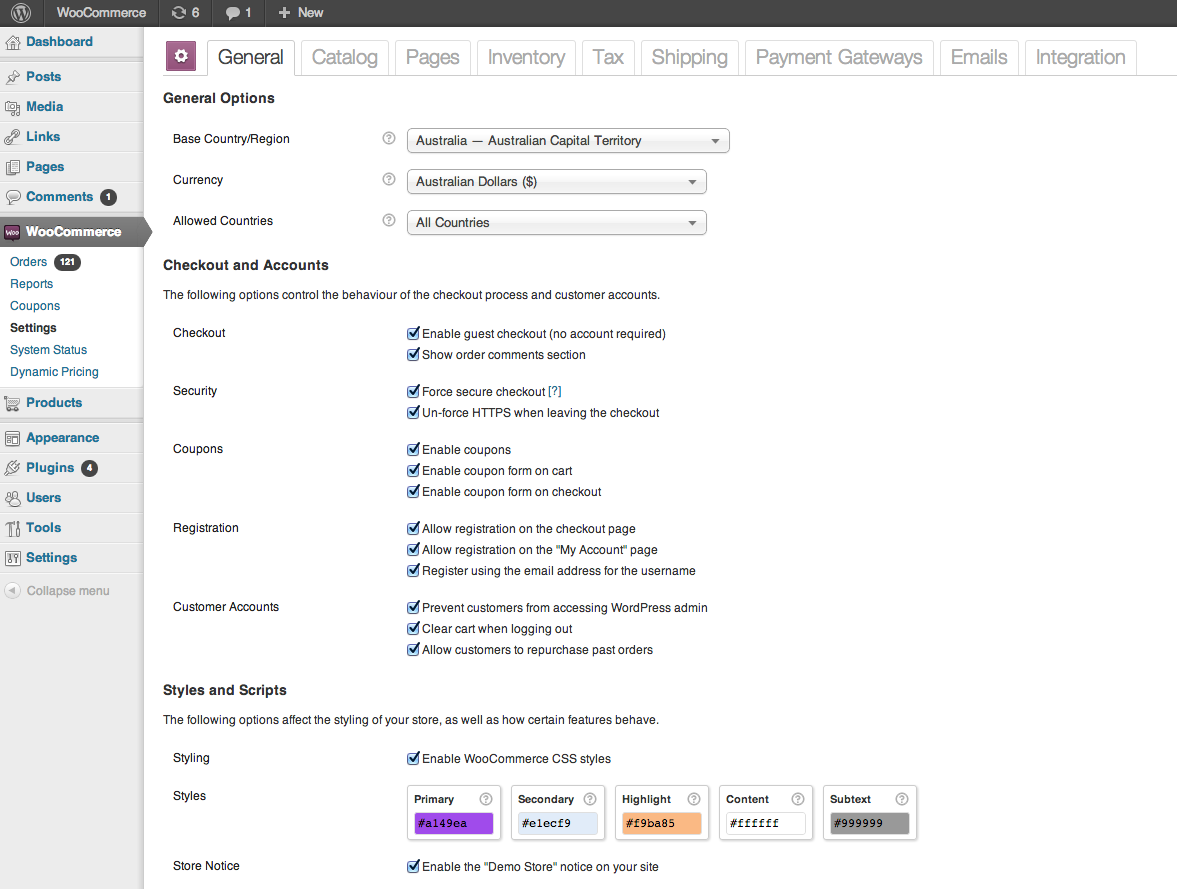 WooCommerce 6 1 + New
Dashboard
Posts
Media
Links
Pages
Comments 1
Woo WooCommerce
Orders 121
Reports
Coupons
Settings
System Status
Dynamic Pricing
Products
Appearance
Plugins 4
Users
Tools
Settings
Collapse menu
General Catalog Pages Inventory Tax Shipping Payment Gateways Emails Integration
General Options
Base Country/Region ? Australia — Australian Capital Territory
Currency ? Australian Dollars ($)
Allowed Countries ? All Countries
Checkout and Accounts
The following options control the behaviour of the checkout process and customer accounts.
Checkout Enable guest checkout (no account required)
Show order comments section
Security Force secure checkout [?]
Un-force HTTPS when leaving the checkout
Coupons Enable coupons
Enable coupon form on cart
Enable coupon form on checkout
Registration Allow registration on the checkout page
Allow registration on the "My Account" page
Register using the email address for the username
Customer Accounts Prevent customers from accessing WordPress admin
Clear cart when logging out
Allow customers to repurchase past orders
Styles and Scripts
The following options affect the styling of your store, as well as how certain features behave.
Styling Enable WooCommerce CSS styles
Styles Primary ? Secondary ? Highlight ? Content ? Subtext ?
#a149ea #e1ecf9 #f9ba85 #ffffff #999999
Store Notice Enable the "Demo Store" notice on your site